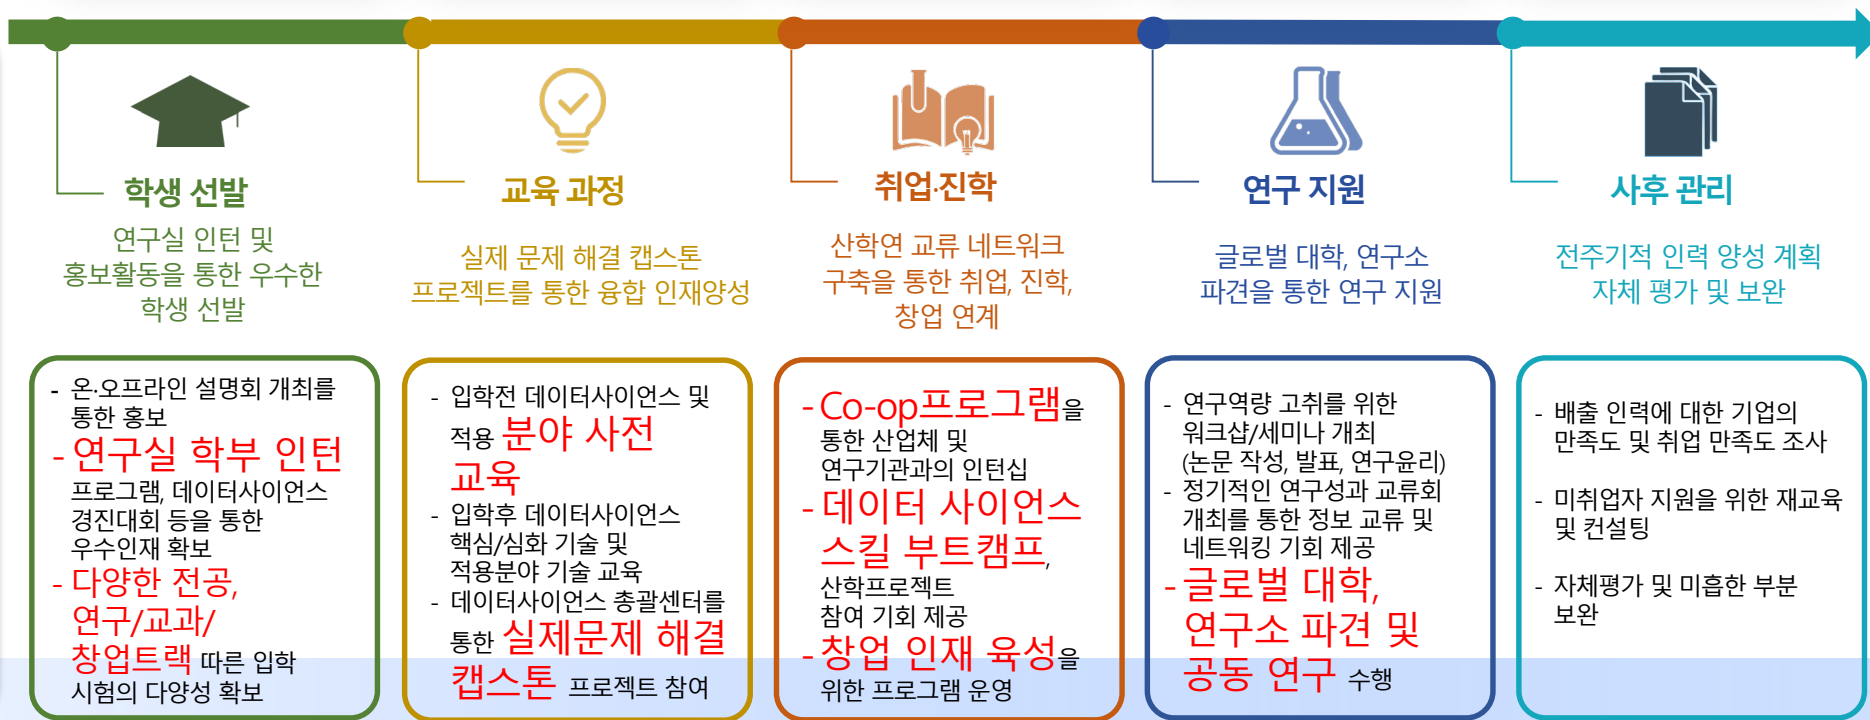 학생 선발
연구실 인턴 및
홍보활동을 통한 우수한
학생 선발
- 온·오프라인 설명회 개최를
통한 홍보
- 연구실 학부 인턴
프로그램, 데이터사이언스
경진대회 등을 통한
우수인재 확보
- 다양한 전공,
연구/교과/
창업트랙 따른 입학
시험의 다양성 확보
교육 과정
실제 문제 해결 캡스톤
프로젝트를 통한 융합 인재양성
- 입학전 데이터사이언스 및
적용 분야 사전
교육
- 입학후 데이터사이언스
핵심/심화 기술 및
적용분야 기술 교육
- 데이터사이언스 총괄센터를
통한 실제문제 해결
캡스톤 프로젝트 참여
취업·진학
산학연 교류 네트워크
구축을 통한 취업, 진학,
창업 연계
- Co-op프로그램을
통한 산업체 및
연구기관과의 인턴십
- 데이터 사이언스
스킬 부트캠프,
산학프로젝트
참여 기회 제공
- 창업 인재 육성을
위한 프로그램 운영
연구 지원
글로벌 대학, 연구소
파견을 통한 연구 지원
- 연구역량 고취를 위한
워크샵/세미나 개최
(논문 작성, 발표, 연구윤리)
- 정기적인 연구성과 교류회
개최를 통한 정보 교류 및
네트워킹 기회 제공
- 글로벌 대학,
연구소 파견 및
공동 연구 수행
사후 관리
전주기적 인력 양성 계획
자체 평가 및 보완
- 배출 인력에 대한 기업의
만족도 및 취업 만족도 조사
- 미취업자 지원을 위한 재교육
및 컨설팅
- 자체평가 및 미흡한 부분
보완